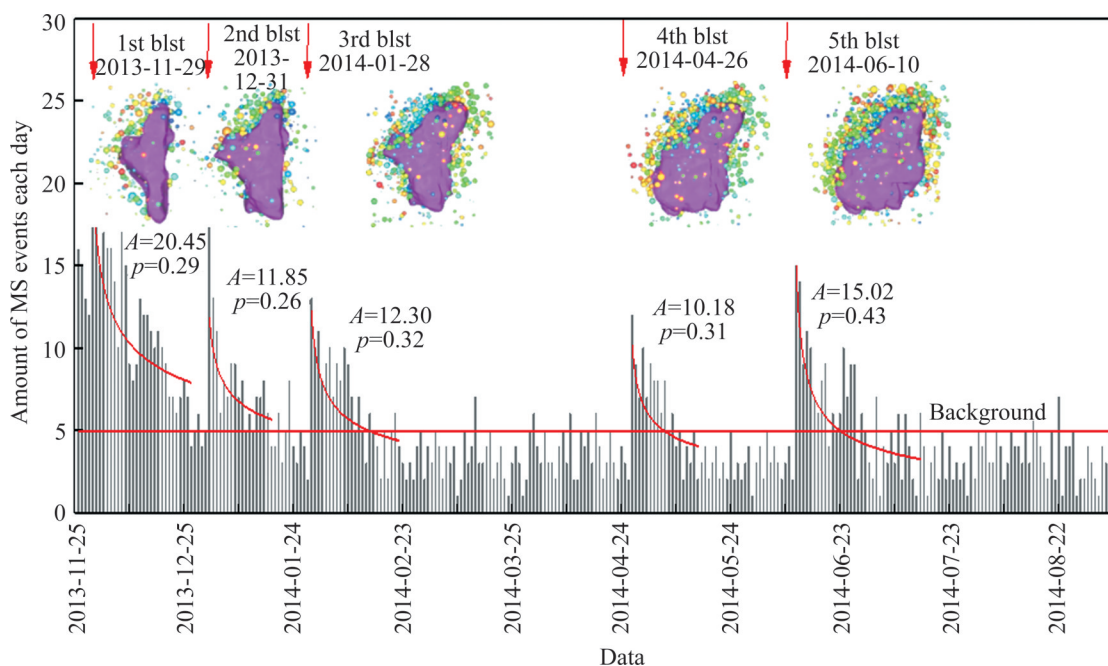 30
25
20
15
10
5
0
Amount of MS events each day
1st blst
2013-11-29
2nd blst
2013-
12-31
3rd blst
2014-01-28
4th blst
2014-04-26
5th blst
2014-06-10
A=20.45
p=0.29
A=11.85
p=0.26
A=12.30
p=0.32
A=10.18
p=0.31
A=15.02
p=0.43
Background
2013-11-25
2013-12-25
2014-01-24
2014-02-23
2014-03-25
2014-04-24
2014-05-24
2014-06-23
2014-07-23
2014-08-22
Data